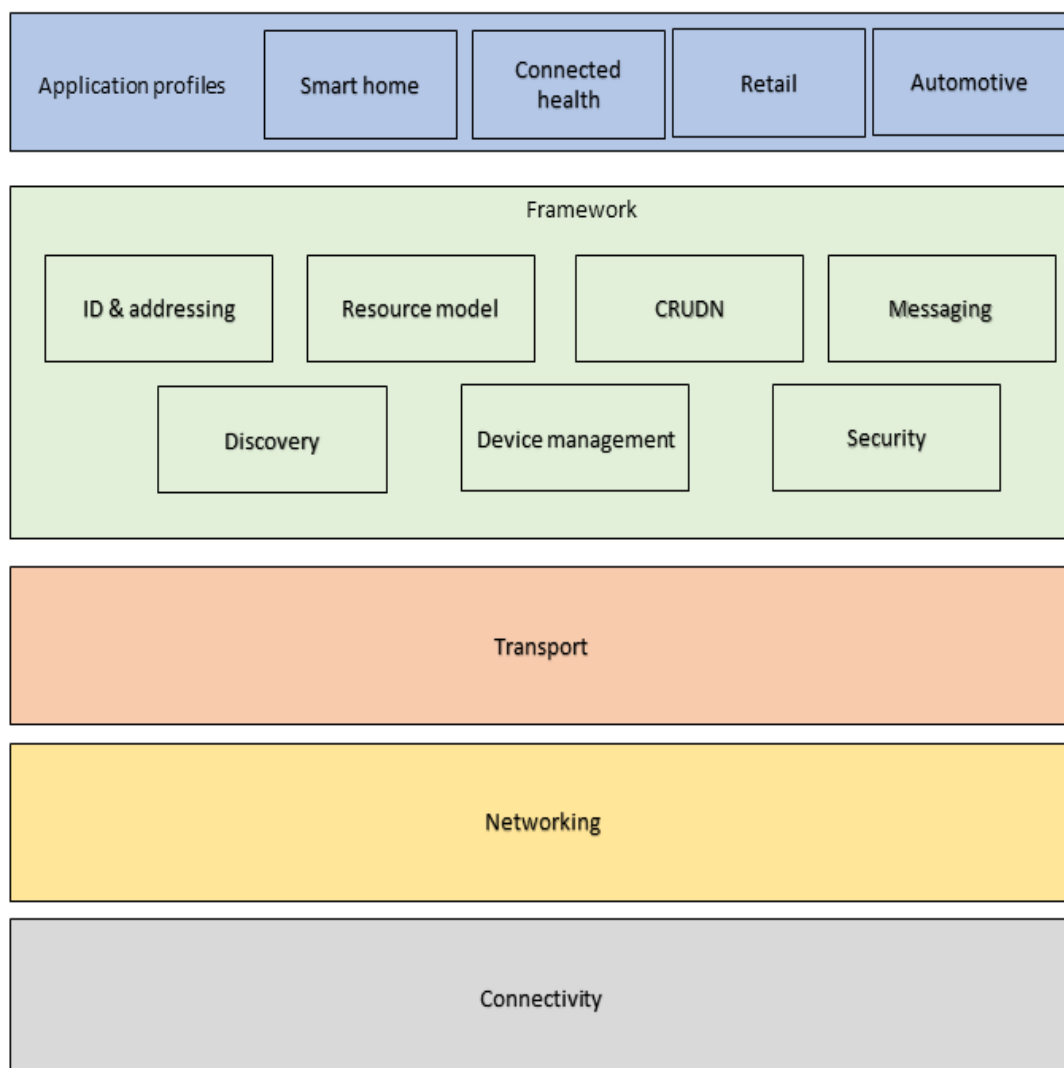 Application profiles
Smart home
Connected
health
Retail
Automotive
Framework
ID & addressing
Resource model
CRUDN
Messaging
Discovery
Device management
Security
Transport
Networking
Connectivity